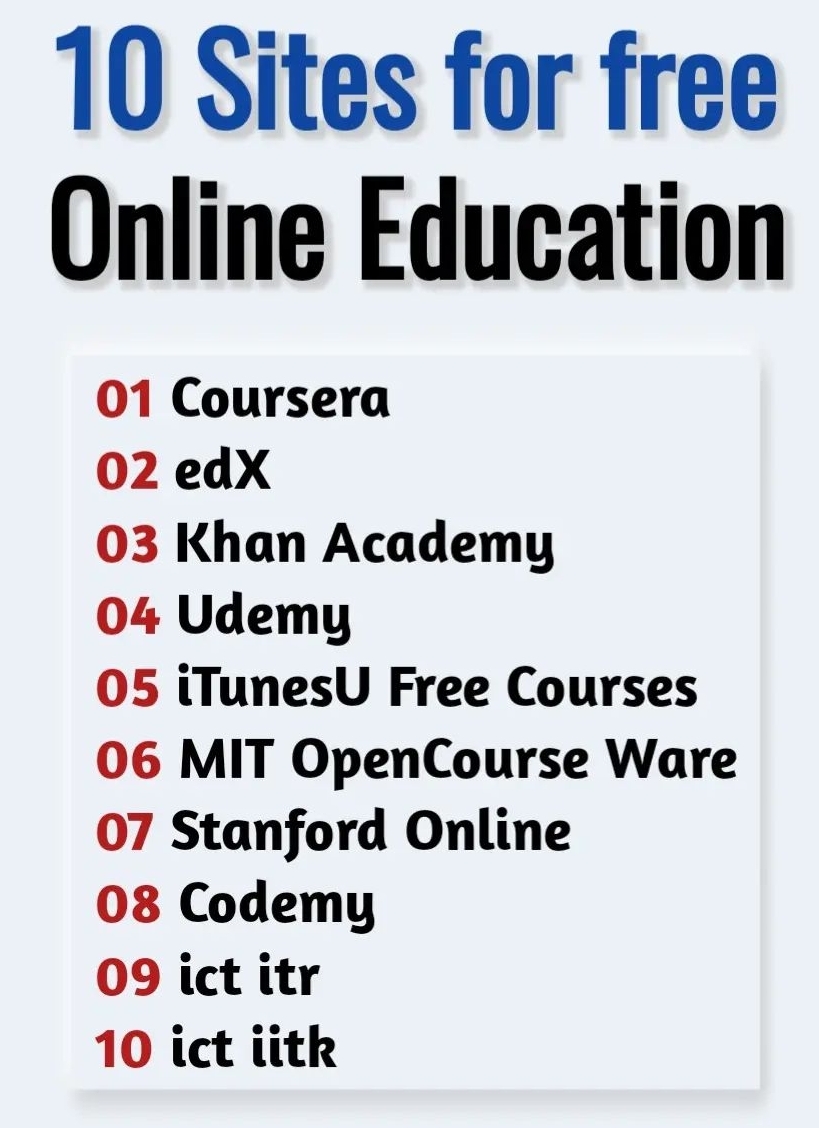 10 Sites for free
Online Education
01 Coursera
02 edX
03 Khan Academy
04 Udemy
05 iTunesU Free Courses
06 MIT OpenCourse Ware
07 Stanford Online
08 Codemy
09 ict itr
10 ict iitk